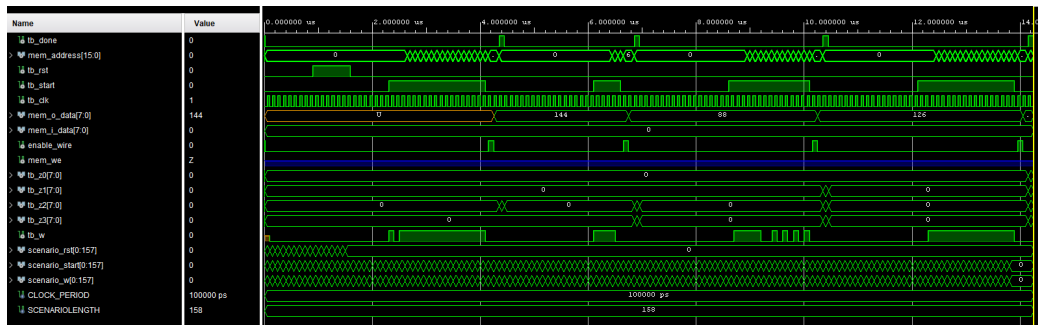 Name Value 0.000000 us 2.000000 us 4.000000 us 6.000000 us 8.000000 us 10.000000 us 12.000000 us 14.
tb_done 0
mem_address[15:0] 0 0 0 6 0 0
tb_rst 0
tb_start 0
tb_clk 1
mem_o_data[7:0] 144 U 144 88 126
mem_i_data[7:0] 0 0
enable_wire 0
mem_we Z
tb_z0[7:0] 0 0
tb_z1[7:0] 0 0 0
tb_z2[7:0] 0 0 0 0 0
tb_z3[7:0] 0 0 0 0
tb_w 0
scenario_rst[0:157] 0 0
scenario_start[0:157] 0 0
scenario_w[0:157] 0 0
CLOCK_PERIOD 100000 ps 100000 ps
SCENARIOLENGTH 158 158